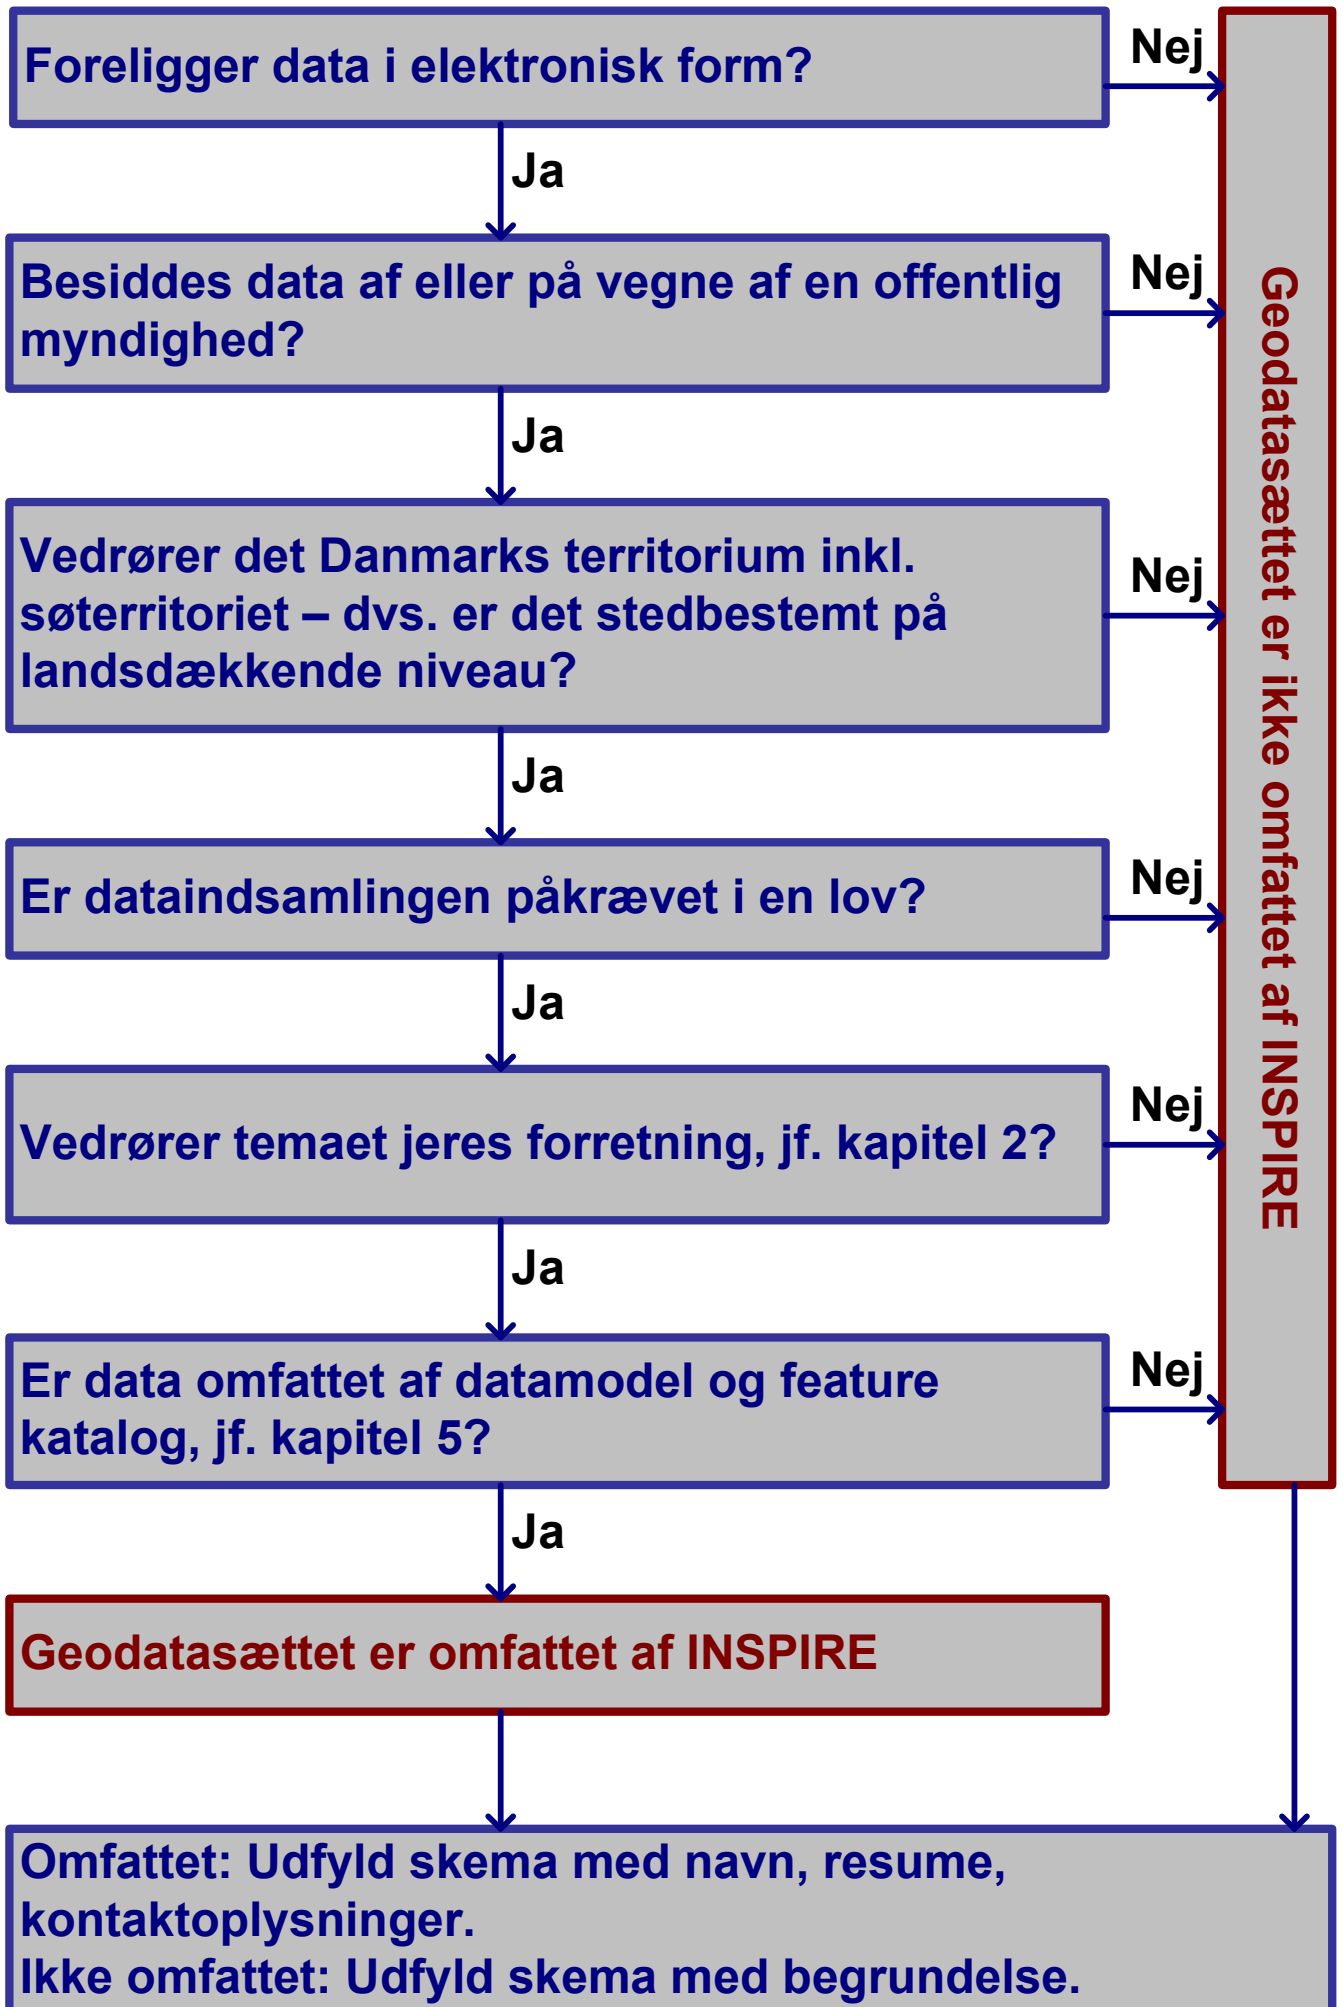 Foreligger data i elektronisk form?
Nej
Ja
Besiddes data af eller på vegne af en offentlig
myndighed?
Nej
Ja
Vedrører det Danmarks territorium inkl.
søterritoriet – dvs. er det stedbestemt på
landsdækkende niveau?
Nej
Ja
Er dataindsamlingen påkrævet i en lov?
Nej
Ja
Vedrører temaet jeres forretning, jf. kapitel 2?
Nej
Ja
Er data omfattet af datamodel og feature
katalog, jf. kapitel 5?
Nej
Ja
Geodatasættet er ikke omfattet af INSPIRE
Geodatasættet er omfattet af INSPIRE
Omfattet: Udfyld skema med navn, resume,
kontaktoplysninger.
Ikke omfattet: Udfyld skema med begrundelse.